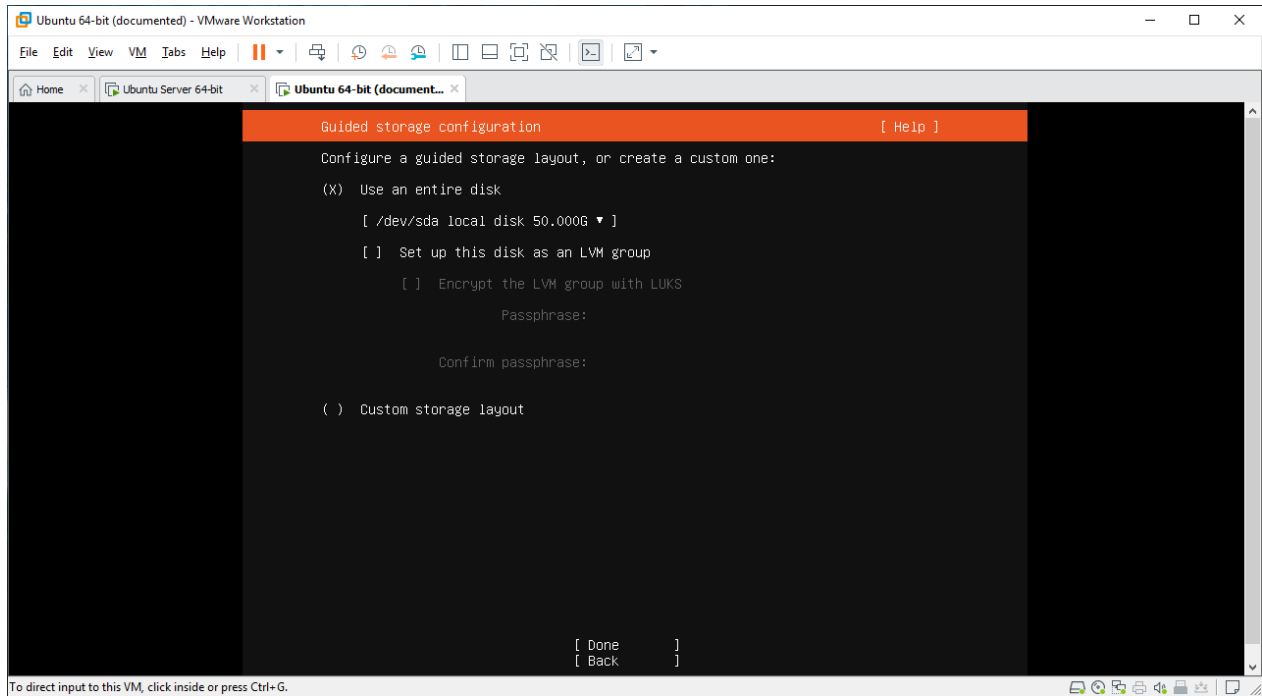 Ubuntu 64-bit (documented) - VMware Workstation
File Edit View VM Tabs Help
Home
Ubuntu Server 64-bit
Ubuntu 64-bit (document...
Guided storage configuration [ Help ]
Configure a guided storage layout, or create a custom one:
(X) Use an entire disk
[ /dev/sda local disk 50.000G ▾ ]
[ ] Set up this disk as an LVM group
[ ] Encrypt the LVM group with LUKS
Passphrase:
Confirm passphrase:
( ) Custom storage layout
[ Done ]
[ Back ]
To direct input to this VM, click inside or press Ctrl+G.